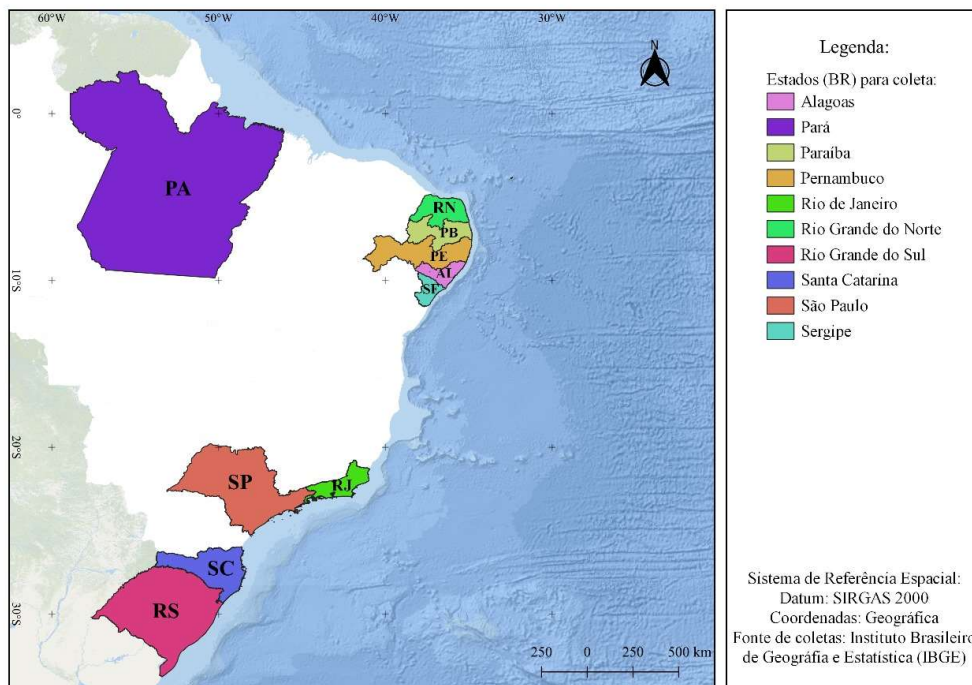 60°W
50°W
40°W
30°W
N
0°
10°S
20°S
30°S
PA
RN
PB
PE
AL
SE
SP
RJ
SC
RS
250 0 250 500 km
Legenda:
Estados (BR) para coleta:
Alagoas
Pará
Paraíba
Pernambuco
Rio de Janeiro
Rio Grande do Norte
Rio Grande do Sul
Santa Catarina
São Paulo
Sergipe
Sistema de Referência Espacial:
Datum: SIRGAS 2000
Coordenadas: Geográfica
Fonte de coletas: Instituto Brasileiro
de Geográfia e Estatística (IBGE)